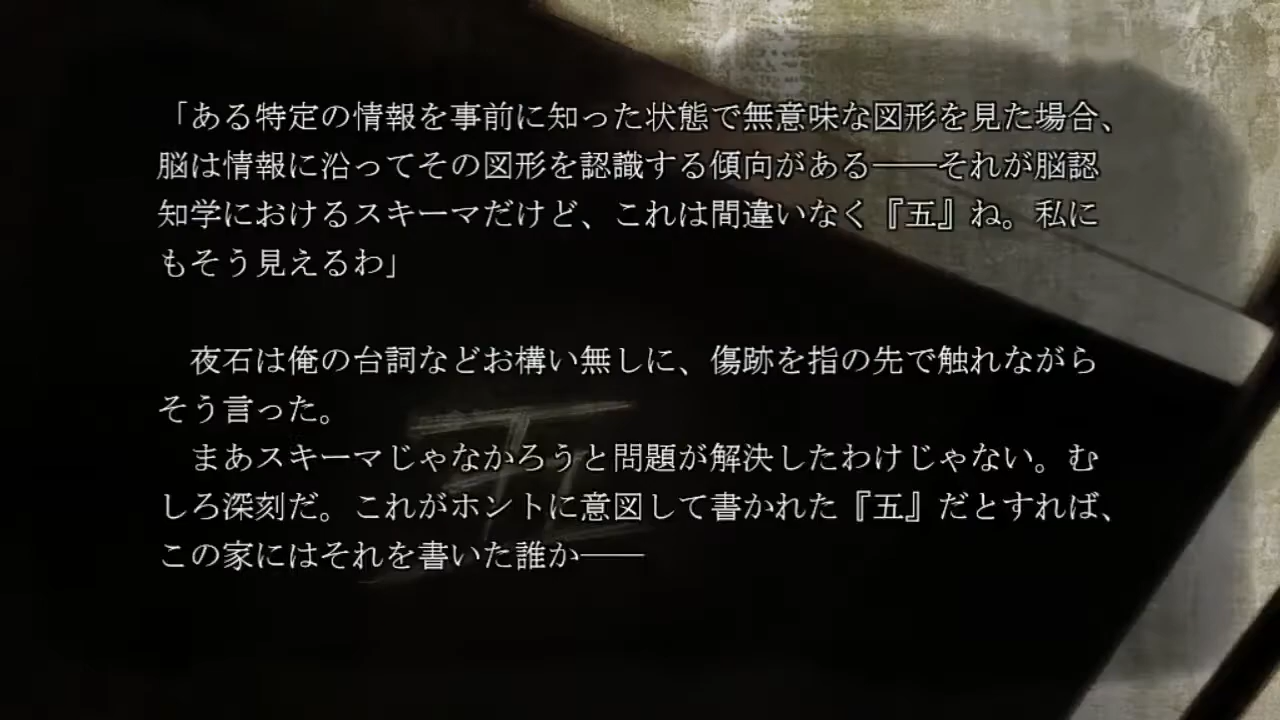 「ある特定の情報を事前に知った状態で無意味な図形を見た場合、
脳は情報に沿ってその図形を認識する傾向がある――それが脳認
知学におけるスキーマだけど、これは間違いなく『五』ね。私に
もそう見えるわ」
夜石は俺の台詞などお構い無しに、傷跡を指の先で触れながら
そう言った。
まあスキーマじゃなかろうと問題が解決したわけじゃない。む
しろ深刻だ。これがホントに意図して書かれた『五』だとすれば、
この家にはそれを書いた誰か――
五